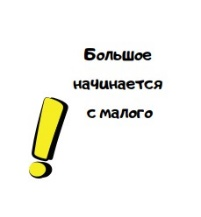 Большое
начинается
с малого